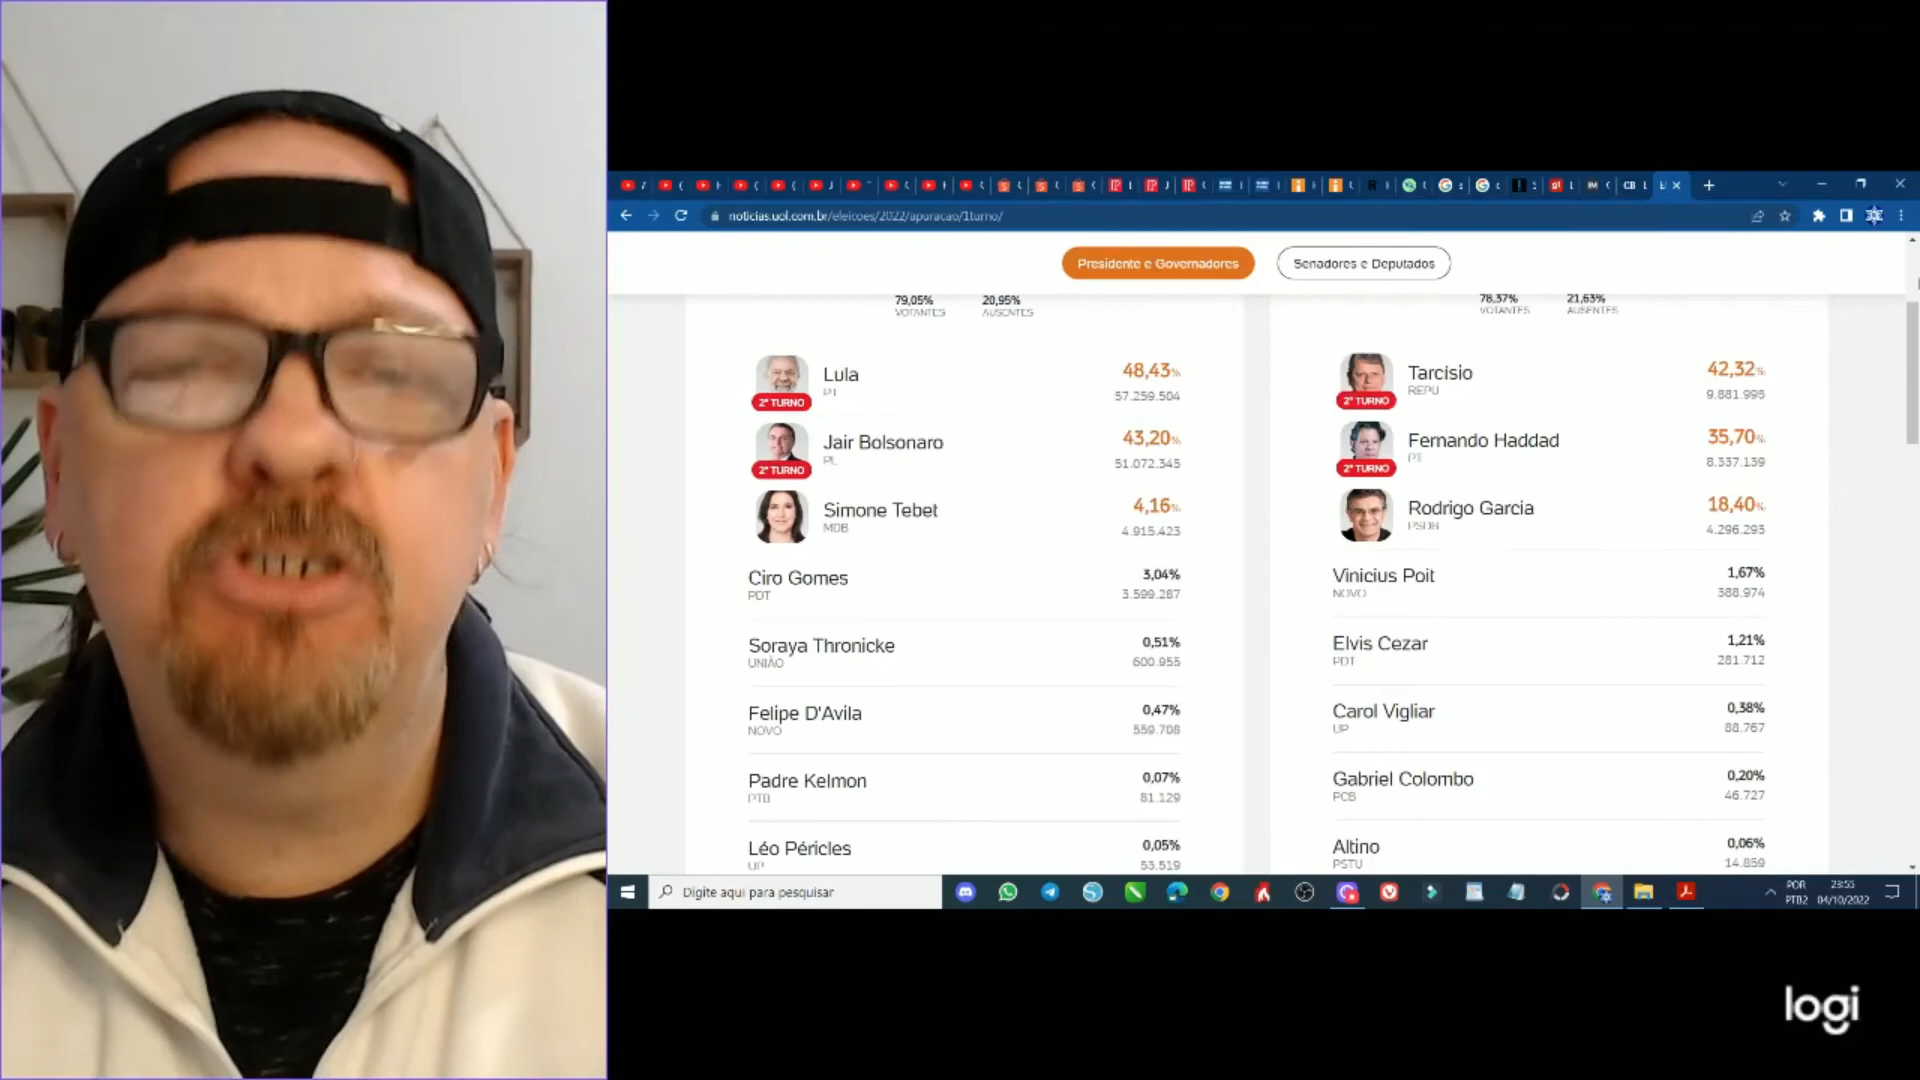 noticias.uol.com.br/eleicoes/2022/apuracao/1turno/
Presidente e Governadores
Senadores e Deputados
79,05%
VOTANTES
20,95%
AUSENTES
Lula
PT
48,43%
57.259.504
2º TURNO
Jair Bolsonaro
PL
43,20%
51.072.345
2º TURNO
Simone Tebet
MDB
4,16%
4.915.423
Ciro Gomes
PDT
3,04%
3.599.287
Soraya Thronicke
UNIÃO
0,51%
600.955
Felipe D'Avila
NOVO
0,47%
559.708
Padre Kelmon
PTB
0,07%
81.129
Léo Péricles
UP
0,05%
53.519
78,37%
VOTANTES
21,63%
AUSENTES
Tarcísio
REPU
42,32%
9.881.995
2º TURNO
Fernando Haddad
PT
35,70%
8.337.139
2º TURNO
Rodrigo Garcia
PSDB
18,40%
4.296.293
Vinicius Poit
NOVO
1,67%
388.974
Elvis Cezar
PDT
1,21%
281.712
Carol Vigliar
UP
0,38%
88.767
Gabriel Colombo
PCB
0,20%
46.727
Altino
PSTU
0,06%
14.859
Digite aqui para pesquisar
POR
PTB2
23:55
04/10/2022
logi